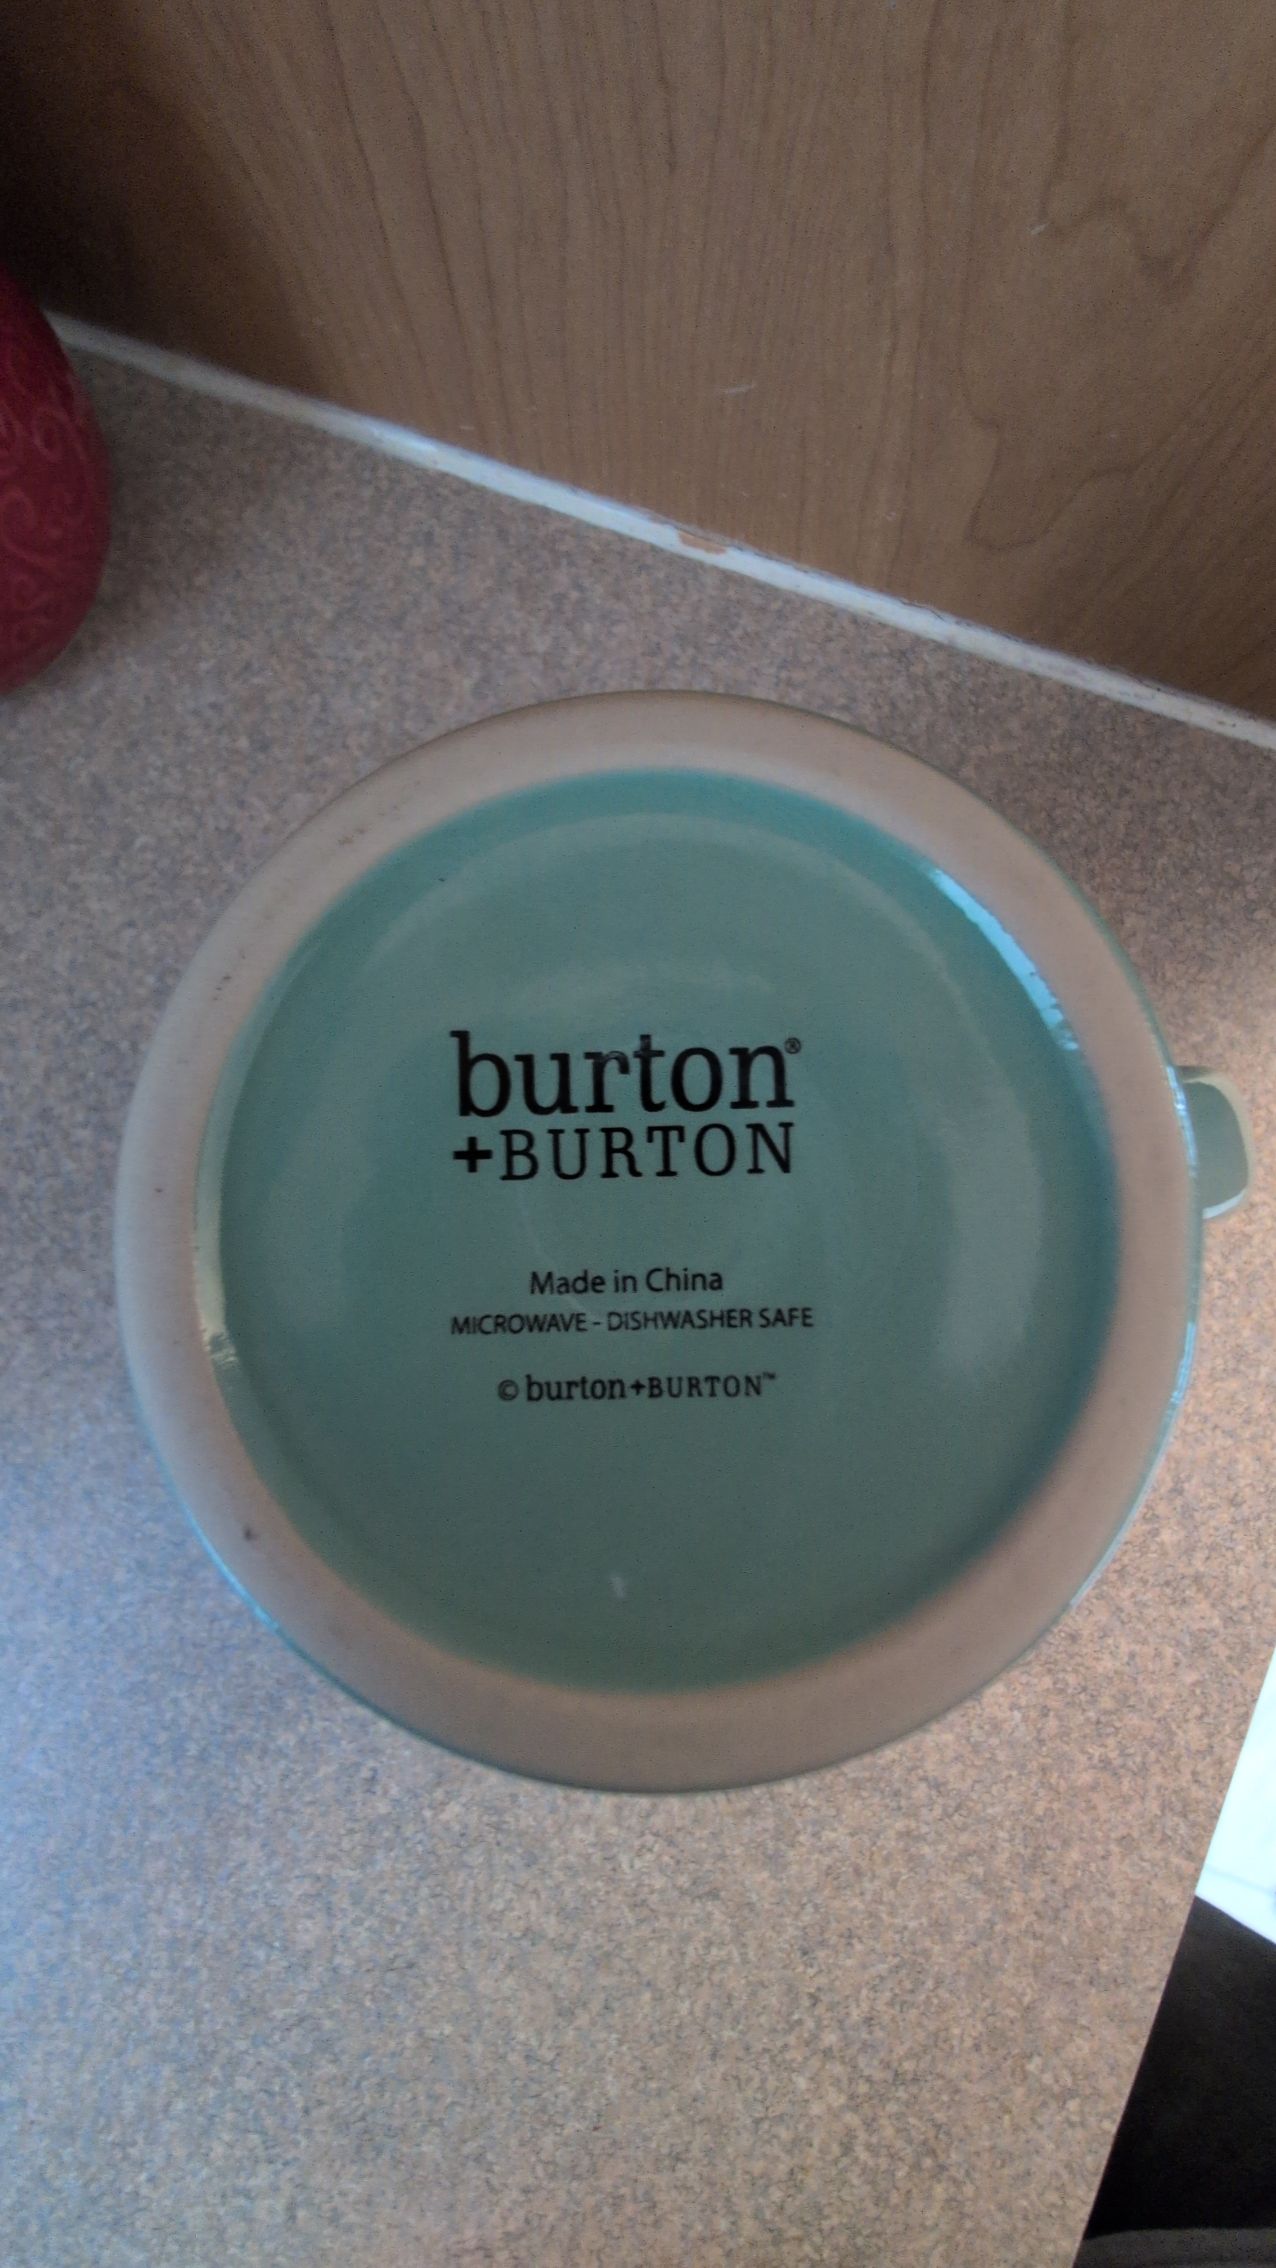 burton®
+BURTON
Made in China
MICROWAVE - DISHWASHER SAFE
© burton+BURTON™